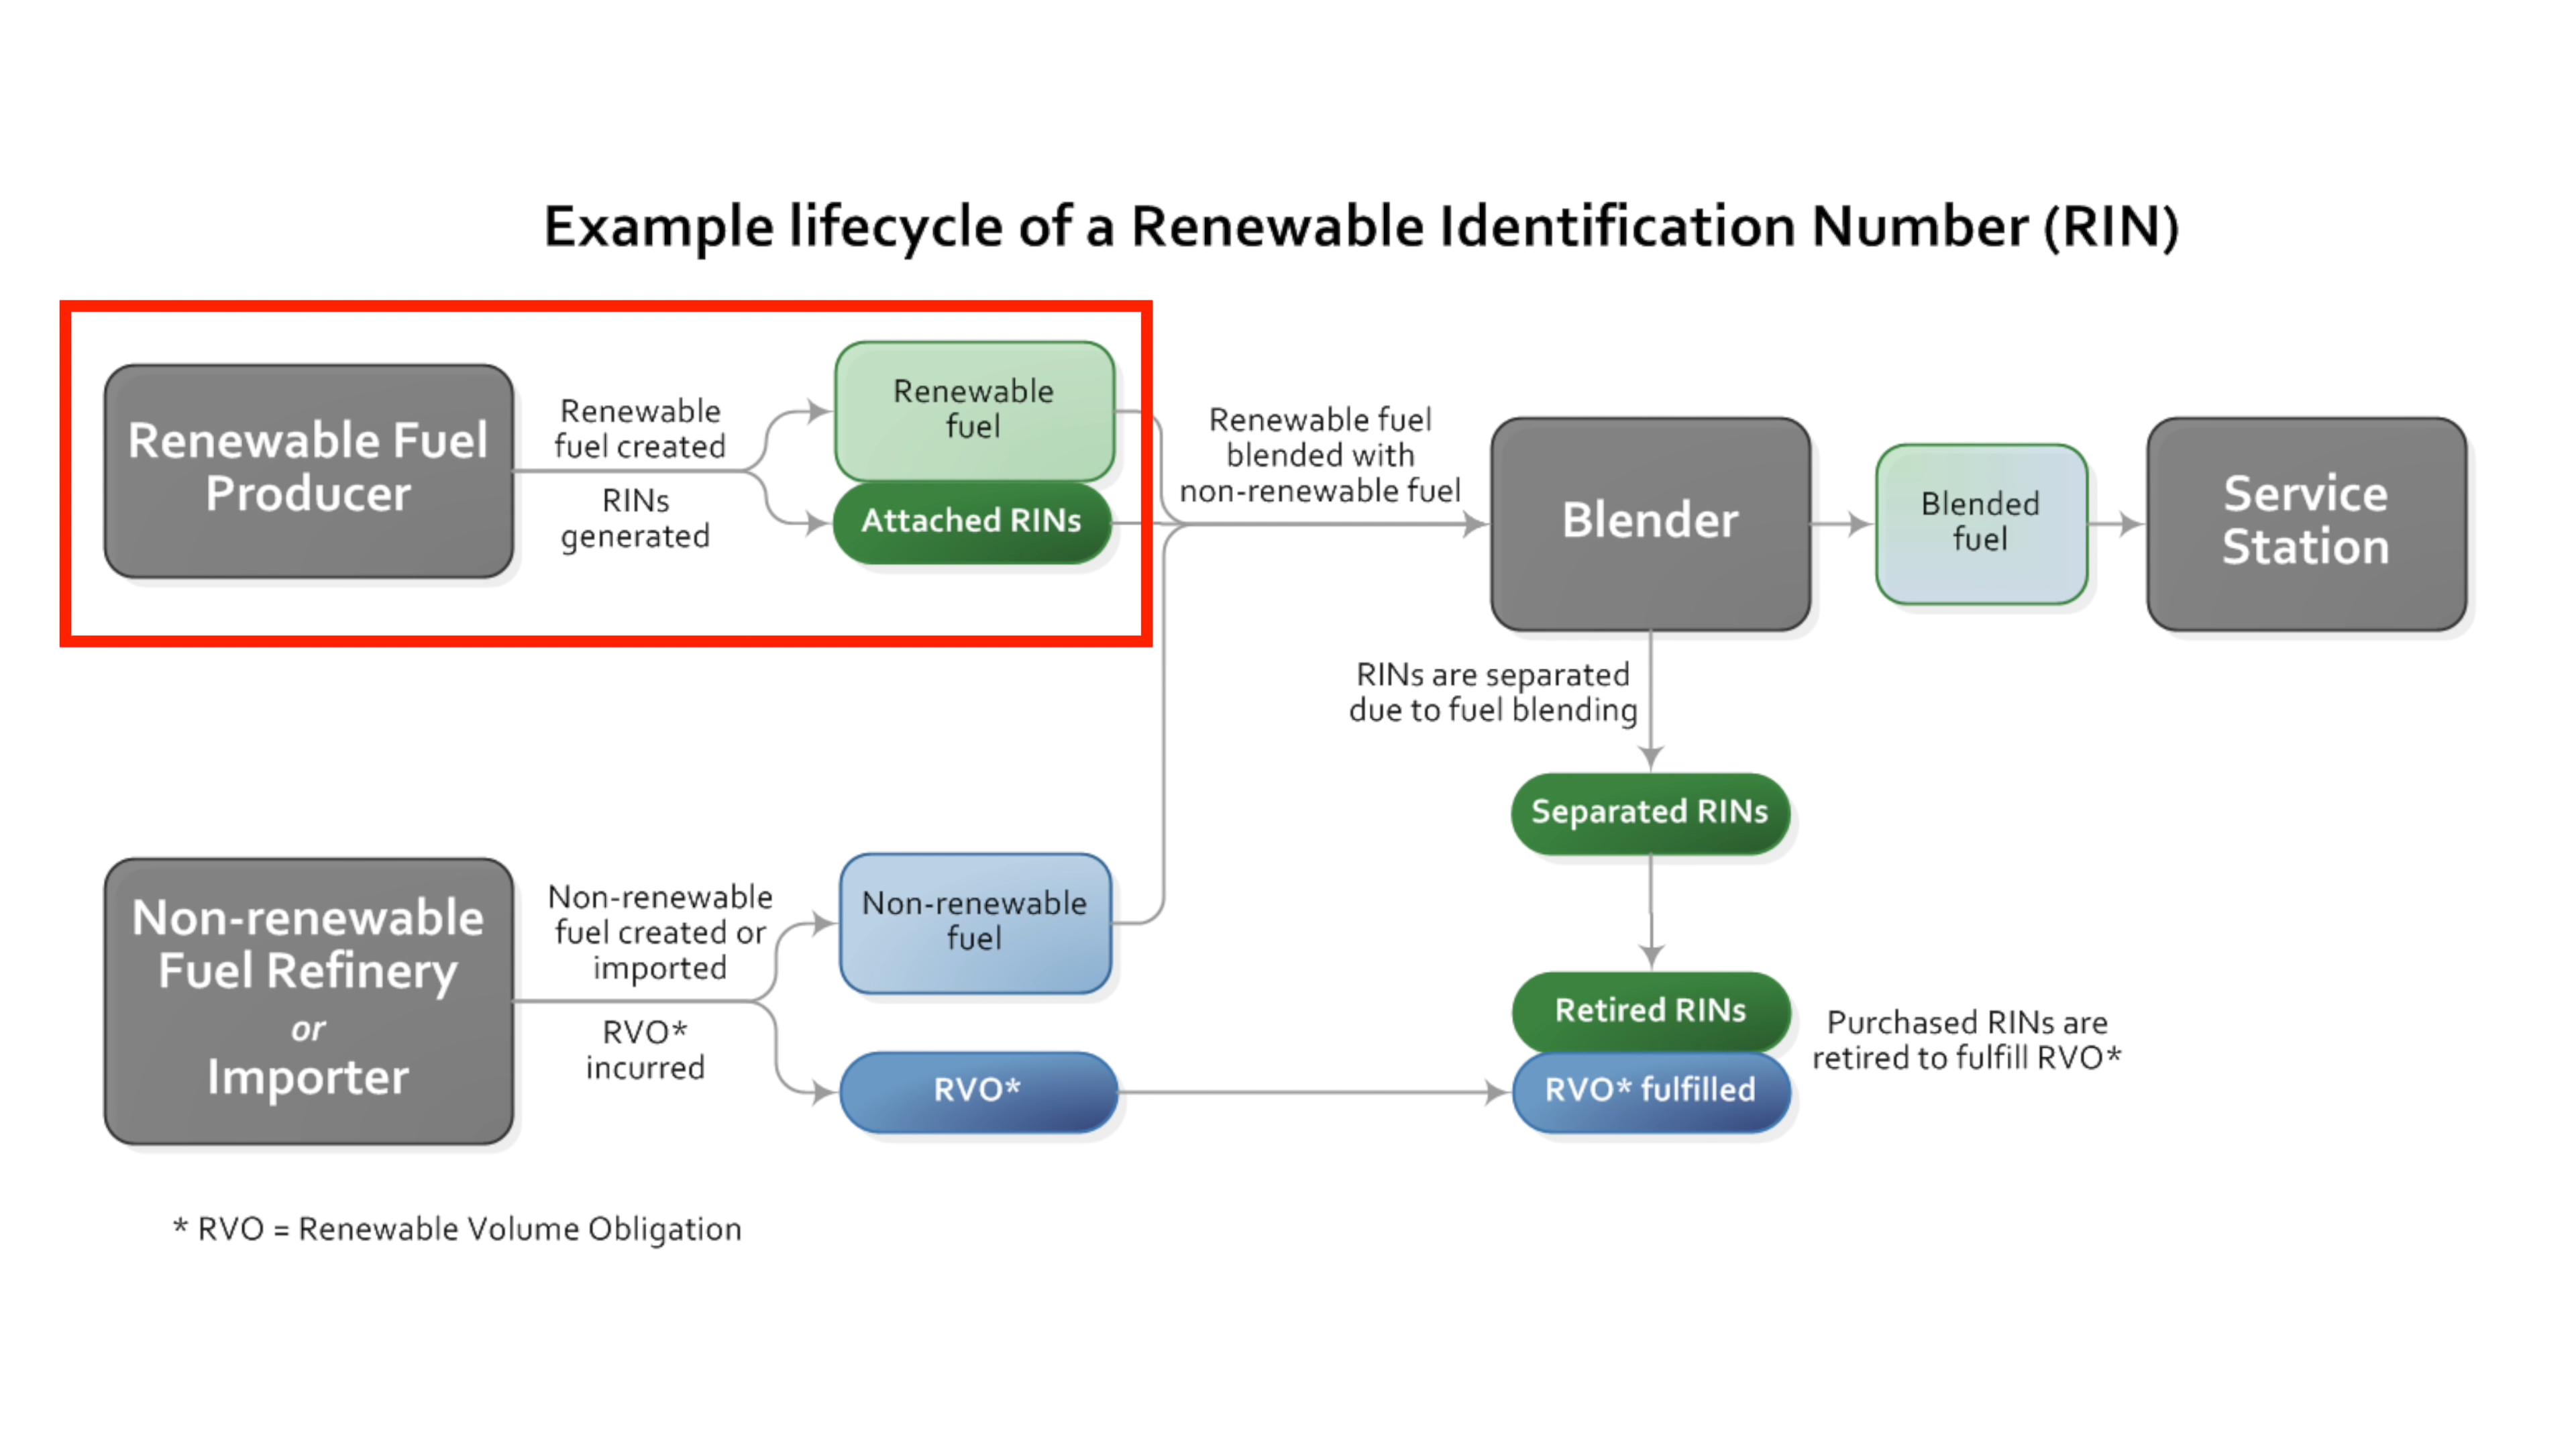 Example lifecycle of a Renewable Identification Number (RIN)
Renewable Fuel
Producer
Renewable
fuel created
RINs
generated
Renewable
fuel
Attached RINs
Renewable fuel
blended with
non-renewable fuel
Blender
Blended
fuel
Service
Station
RINs are separated
due to fuel blending
Separated RINs
Non-renewable
Fuel Refinery
or
Importer
Non-renewable
fuel created or
imported
RVO*
incurred
Non-renewable
fuel
RVO*
Retired RINs
RVO* fulfilled
Purchased RINs are
retired to fulfill RVO*
* RVO = Renewable Volume Obligation